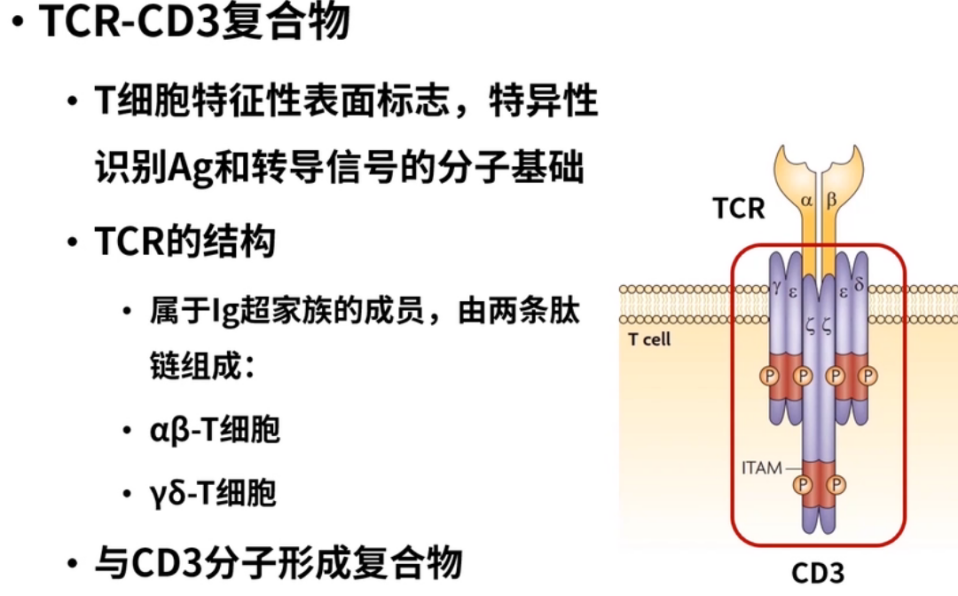 • TCR-CD3复合物
• T细胞特征性表面标志，特异性
识别Ag和转导信号的分子基础
• TCR的结构
• 属于Ig超家族的成员，由两条肽
链组成：
• αβ-T细胞
• γδ-T细胞
• 与CD3分子形成复合物
TCR
α β
γ ε ε δ
ζ ζ
T cell
P P P P
ITAM
P P
CD3